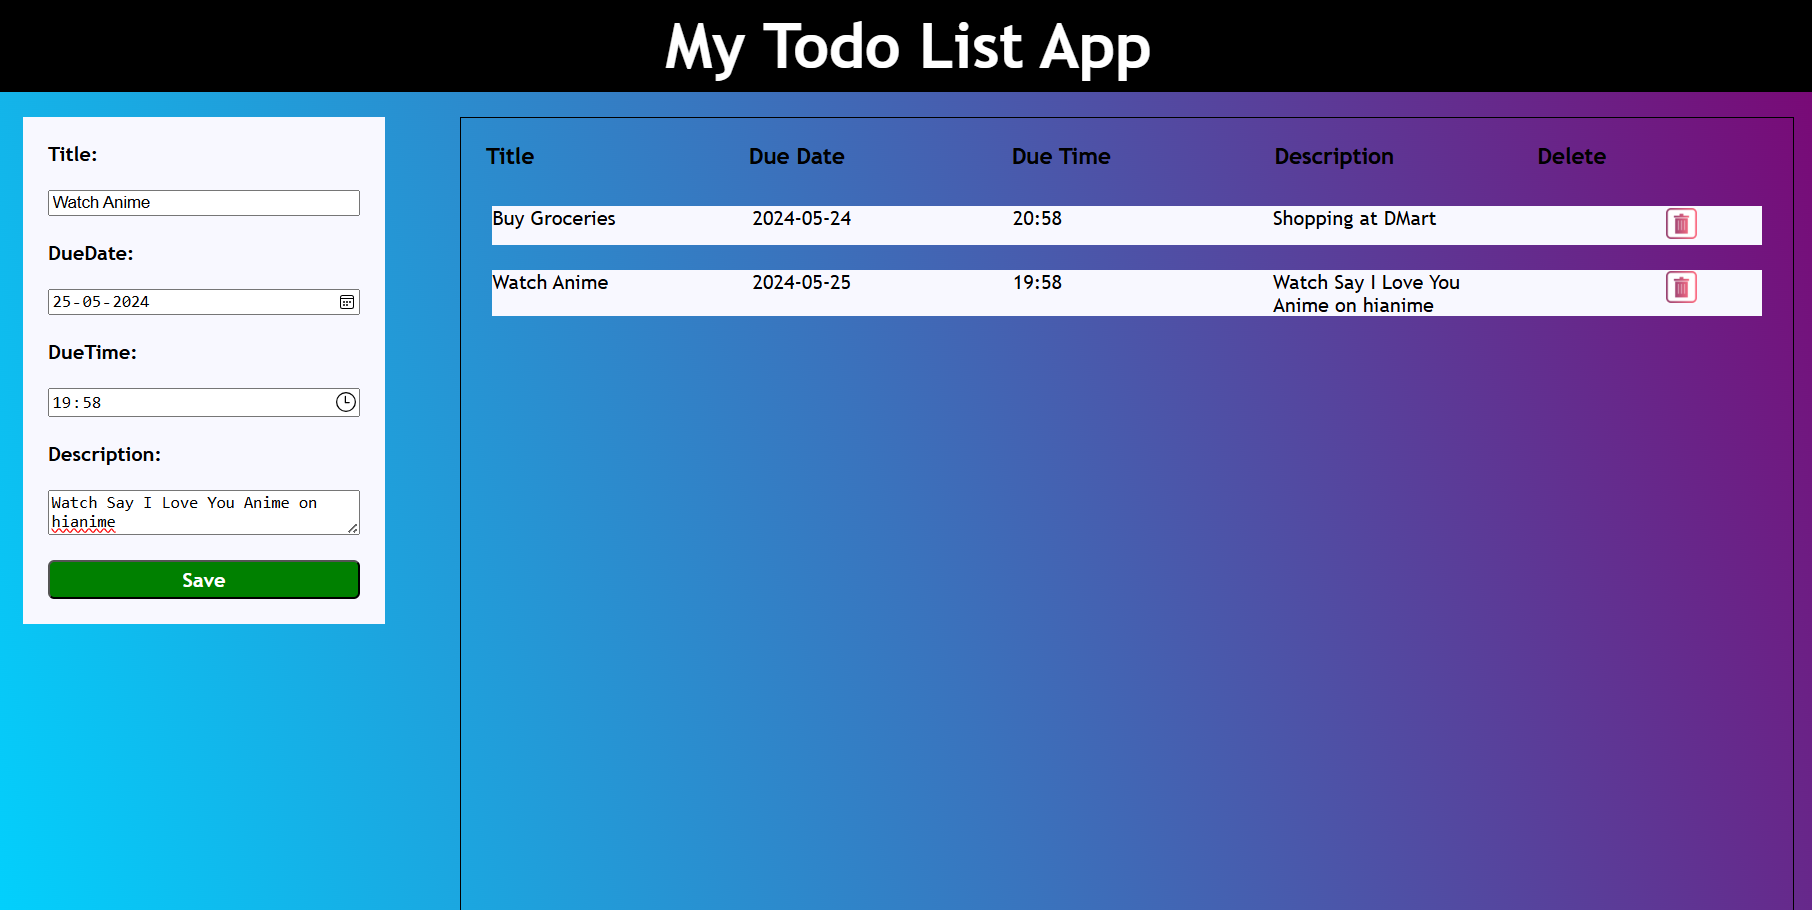 My Todo List App
Title:
Watch Anime
DueDate:
25-05-2024
DueTime:
19:58
Description:
Watch Say I Love You Anime on
hianime
Save
Title Due Date Due Time Description Delete
Buy Groceries 2024-05-24 20:58 Shopping at DMart
Watch Anime 2024-05-25 19:58 Watch Say I Love You
Anime on hianime